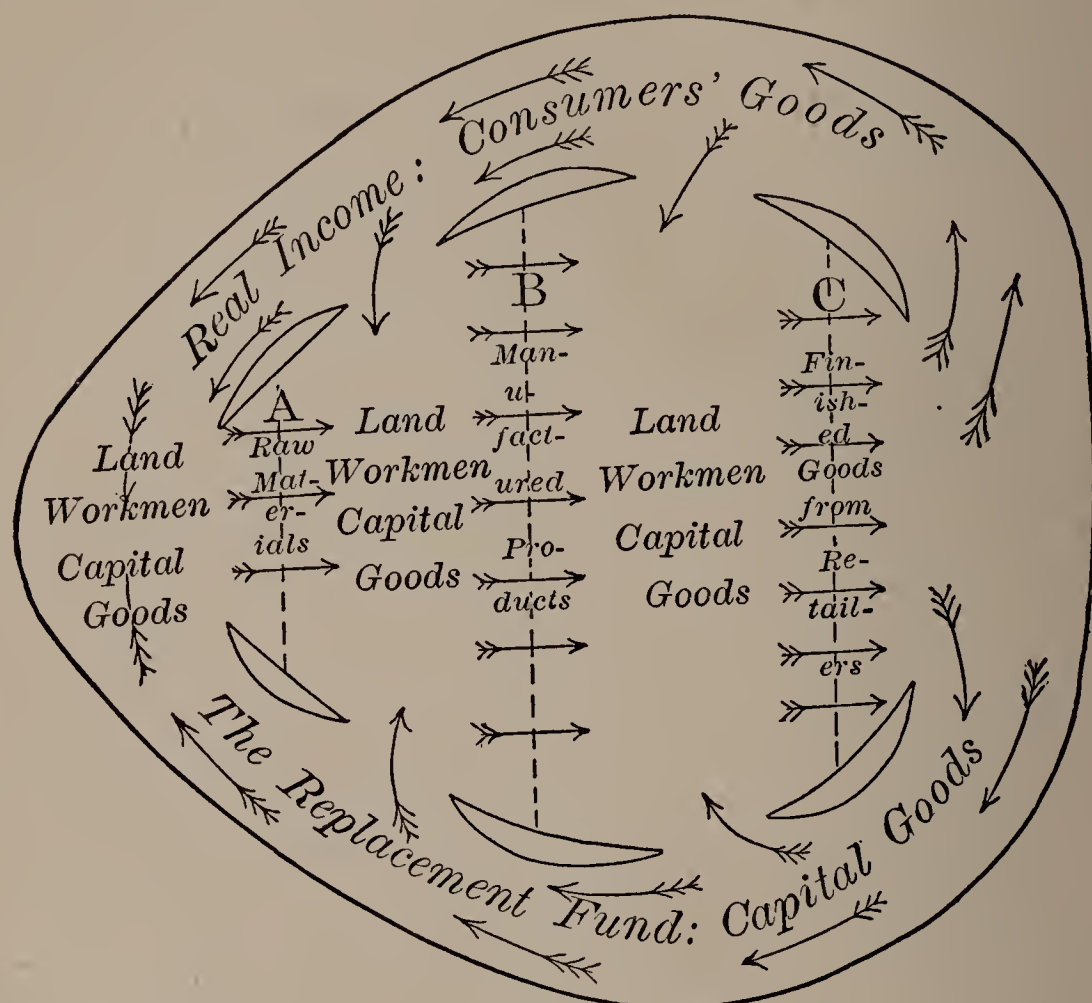 Real Income: Consumers' Goods
A
Raw
Mat-
er-
ials
B
Man-
u-
fact-
ured
Pro-
ducts
C
Fin-
ish-
ed
Goods
from
Re-
tail-
ers
Land
Workmen
Capital
Goods
Land
Workmen
Capital
Goods
Land
Workmen
Capital
Goods
The Replacement Fund: Capital Goods